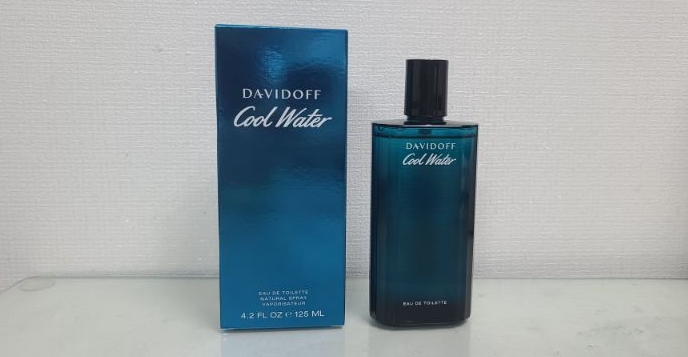 DAVIDOFF
Cool Water
EAU DE TOILETTE
NATURAL SPRAY
VAPORISATEUR
4.2 FL OZ e 125 ML
DAVIDOFF
Cool Water
EAU DE TOILETTE